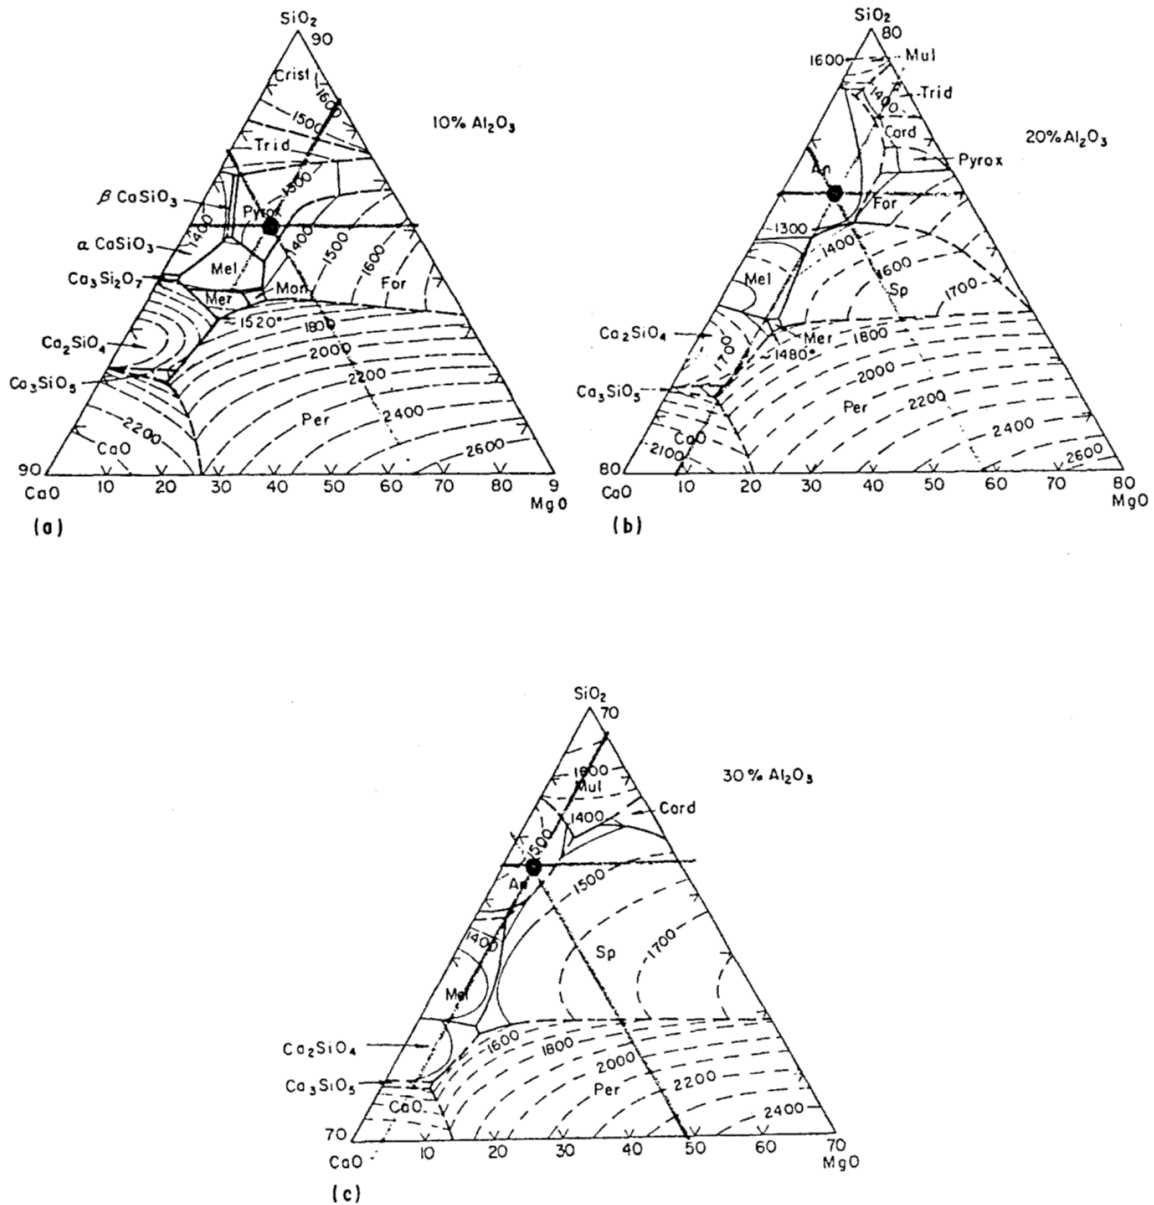 SiO₂
90
Crist
1600
1500
10% Al₂O₃
Trid
1300
β CaSiO₃
Pyrox
1400
1400
α CaSiO₃
1500
1600
Mel
Ca₃Si₂O₇
Mer
Mon
For
1520°
1800
Ca₂SiO₄
2000
Ca₃SiO₅
2200
Per
2400
2200
CaO
2600
90
10
20
30
40
50
60
70
80
9
CaO
MgO
(a)
SiO₂
80
1600
Mul
1400
Trid
Cord
20% Al₂O₃
Pyrox
An
For
1300
1400
1600
Sp
Mel
1700
Ca₂SiO₄
Mer
1800
1700
1480°
2000
Ca₃SiO₅
2200
Per
CaO
2400
2100
2600
80
10
20
30
40
50
60
70
80
CaO
MgO
(b)
SiO₂
70
1600
Mul
30% Al₂O₃
Cord
1400
1500
An
1500
1400
Sp
1700
Mel
Ca₂SiO₄
1600
1800
2000
Ca₃SiO₅
Per
2200
CaO
2400
70
10
20
30
40
50
60
70
CaO
MgO
(c)